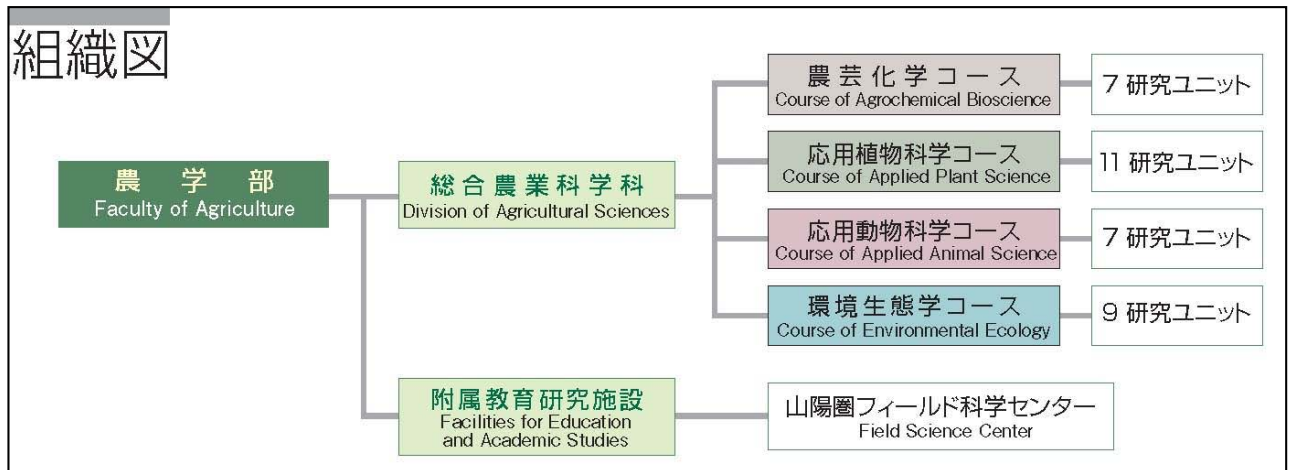 組織図
農学部
Faculty of Agriculture
総合農業科学科
Division of Agricultural Sciences
農芸化学コース
Course of Agrochemical Bioscience
7 研究ユニット
応用植物科学コース
Course of Applied Plant Science
11 研究ユニット
応用動物科学コース
Course of Applied Animal Science
7 研究ユニット
環境生態学コース
Course of Environmental Ecology
9 研究ユニット
附属教育研究施設
Facilities for Education
and Academic Studies
山陽圏フィールド科学センター
Field Science Center